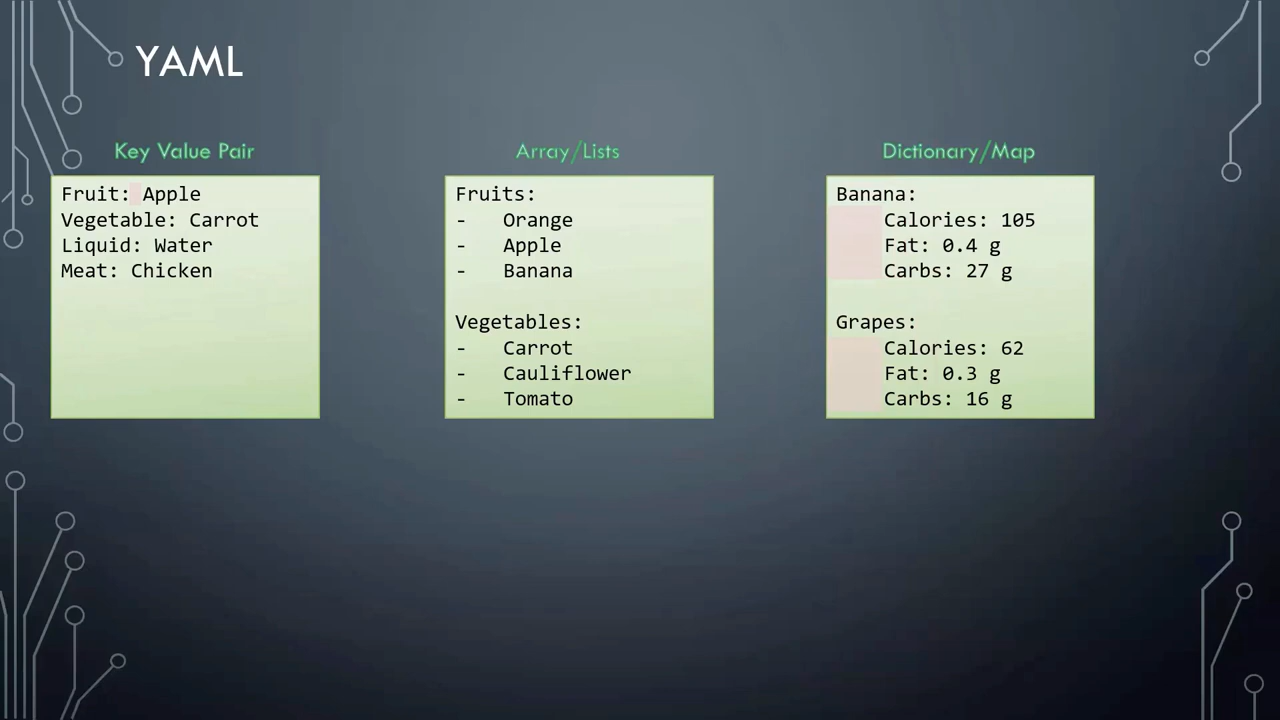 YAML
Key Value Pair
Fruit: Apple
Vegetable: Carrot
Liquid: Water
Meat: Chicken
Array/Lists
Fruits:
- Orange
- Apple
- Banana
Vegetables:
- Carrot
- Cauliflower
- Tomato
Dictionary/Map
Banana:
Calories: 105
Fat: 0.4 g
Carbs: 27 g
Grapes:
Calories: 62
Fat: 0.3 g
Carbs: 16 g